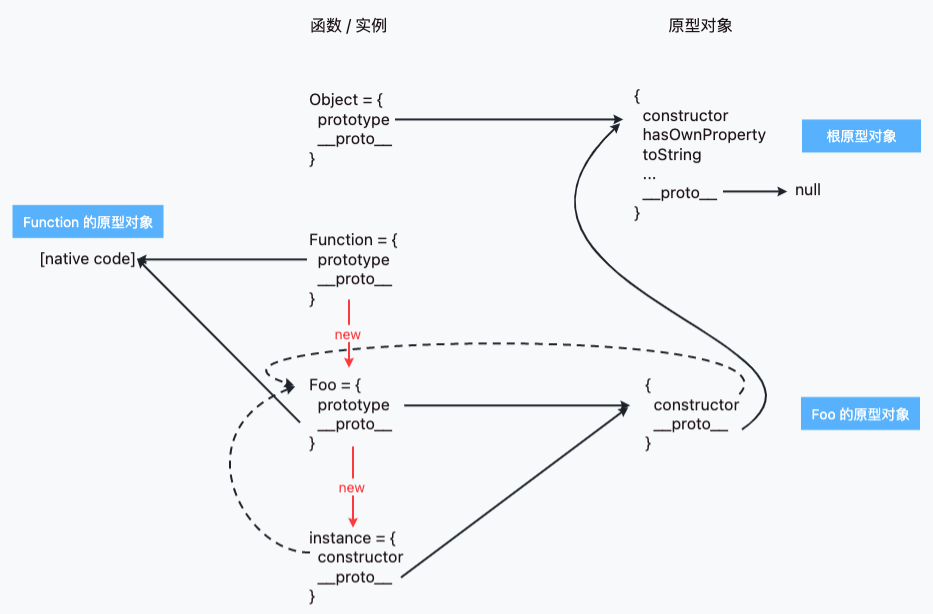 函数 / 实例
原型对象
Object = {
prototype
__proto__
}
{
constructor
hasOwnProperty
toString
...
__proto__
}
null
根原型对象
Function 的原型对象
[native code]
Function = {
prototype
__proto__
}
new
Foo = {
prototype
__proto__
}
{
constructor
__proto__
}
Foo 的原型对象
new
instance = {
constructor
__proto__
}